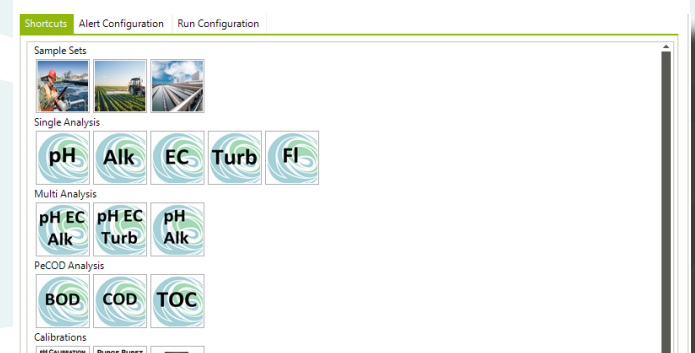 Shortcuts Alert Configuration Run Configuration
Sample Sets
Single Analysis
pH Alk EC Turb Fl
Multi Analysis
pH EC pH EC pH
Alk Turb Alk
PeCOD Analysis
BOD COD TOC
Calibrations